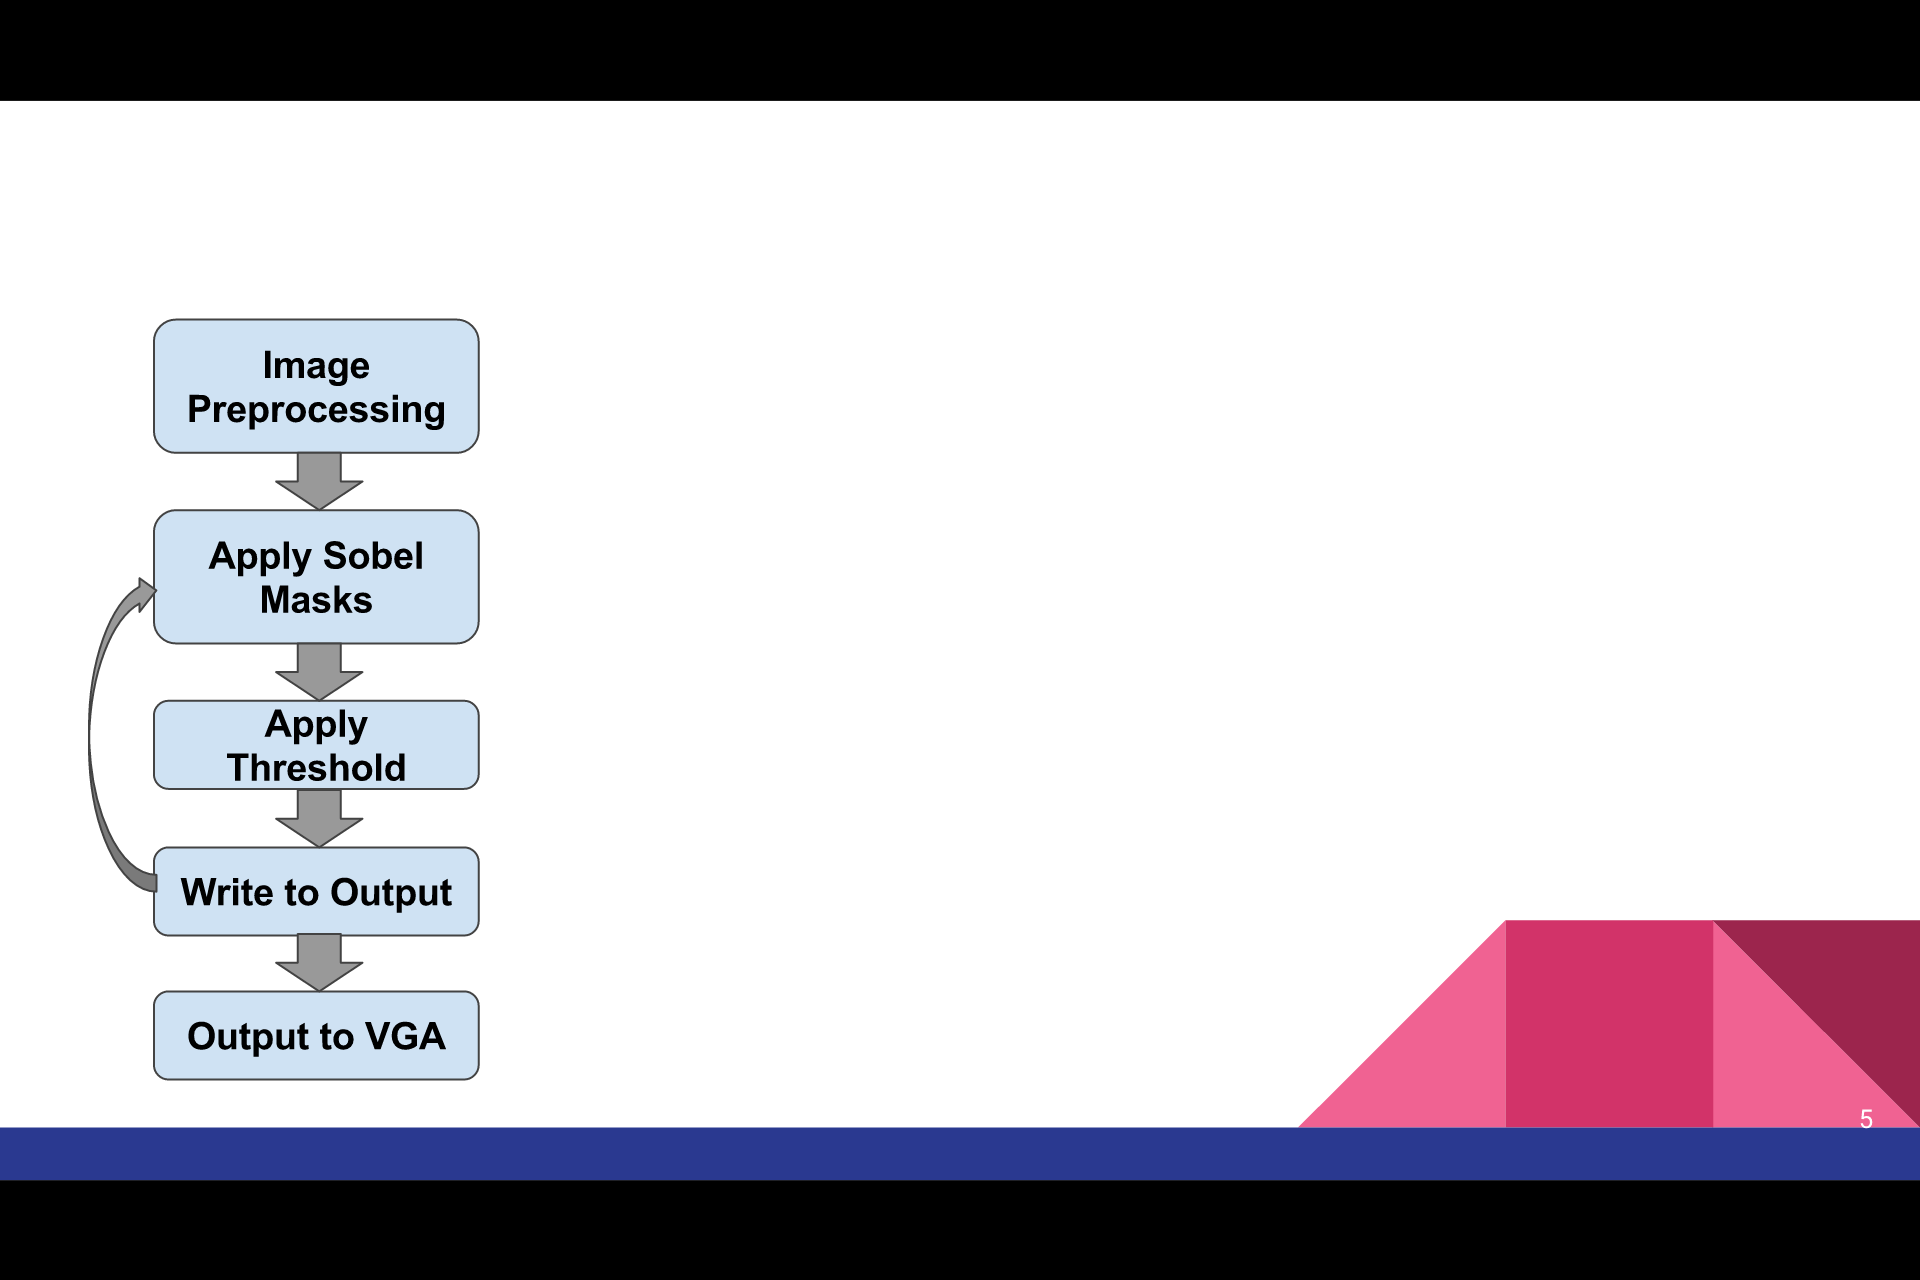 Image
Preprocessing
Apply Sobel
Masks
Apply
Threshold
Write to Output
Output to VGA
5